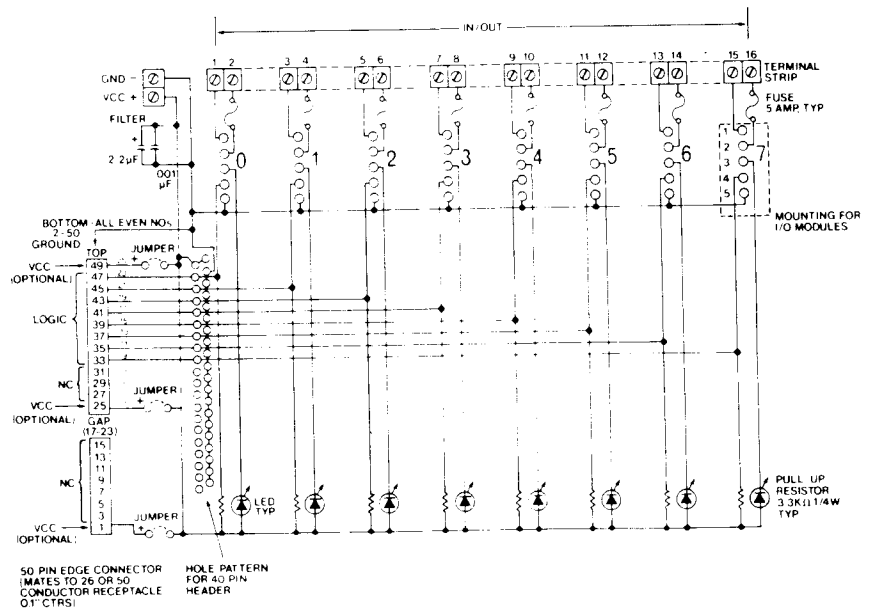 IN/OUT
1 2 3 4 5 6 7 8 9 10 11 12 13 14 15 16
TERMINAL
STRIP
GND -
VCC +
FUSE
5 AMP, TYP
FILTER
+
2 2µF
.001
µF
0 1 2 3 4 5 6 7
1
2
3
4
5
MOUNTING FOR
I/O MODULES
BOTTOM - ALL EVEN NOS
2-50
GROUND
TOP
JUMPER
+
VCC
(OPTIONAL)
49
47
45
43
41
39
37
35
33
31
29
27
25
LOGIC
NC
JUMPER
+
VCC
(OPTIONAL)
GAP
(17-23)
15
13
11
9
7
5
3
1
NC
JUMPER
+
VCC
(OPTIONAL)
LED
TYP
PULL UP
RESISTOR
3 3KΩ 1/4W
TYP
50 PIN EDGE CONNECTOR
(MATES TO 26 OR 50
CONDUCTOR RECEPTACLE
0.1" CTRS)
HOLE PATTERN
FOR 40 PIN
HEADER